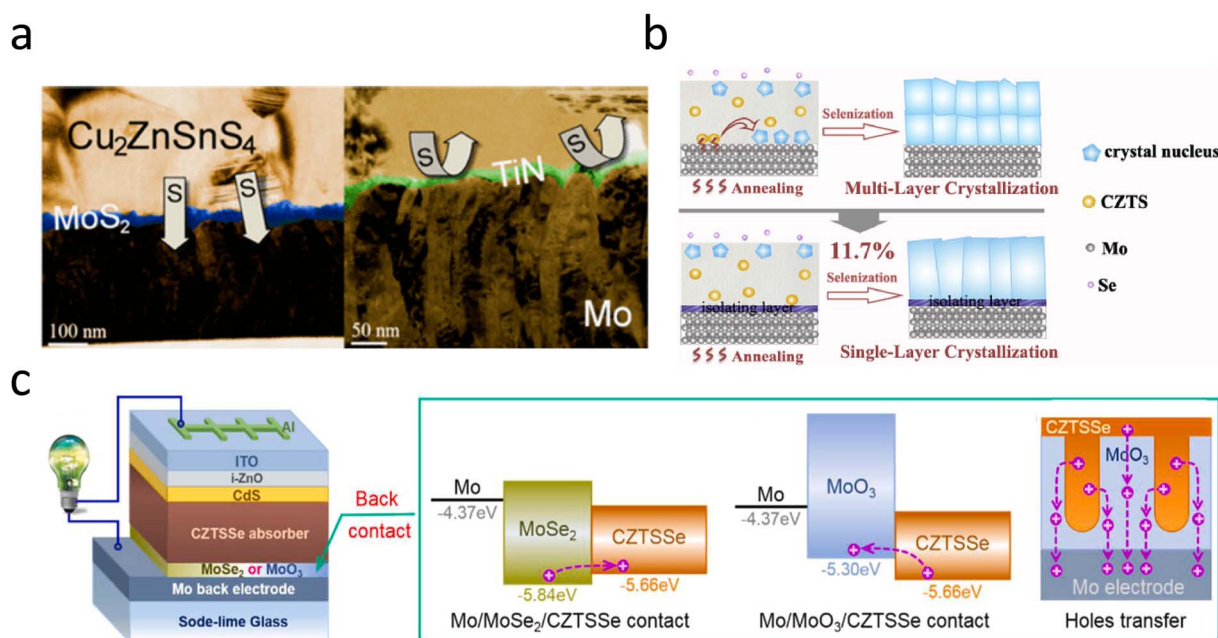 a
Cu₂ZnSnS₄
S
S
MoS₂
100 nm
S
S
TiN
Mo
50 nm
b
Selenization
Annealing
Multi-Layer Crystallization
11.7%
Selenization
isolating layer
isolating layer
Annealing
Single-Layer Crystallization
crystal nucleus
CZTS
Mo
Se
c
Al
ITO
i-ZnO
CdS
CZTSSe absorber
MoSe₂ or MoO₃
Mo back electrode
Sode-lime Glass
Back
contact
Mo
-4.37eV
MoSe₂
CZTSSe
-5.84eV
-5.66eV
Mo/MoSe₂/CZTSSe contact
Mo
-4.37eV
MoO₃
CZTSSe
-5.30eV
-5.66eV
Mo/MoO₃/CZTSSe contact
CZTSSe
MoO₃
Mo electrode
Holes transfer